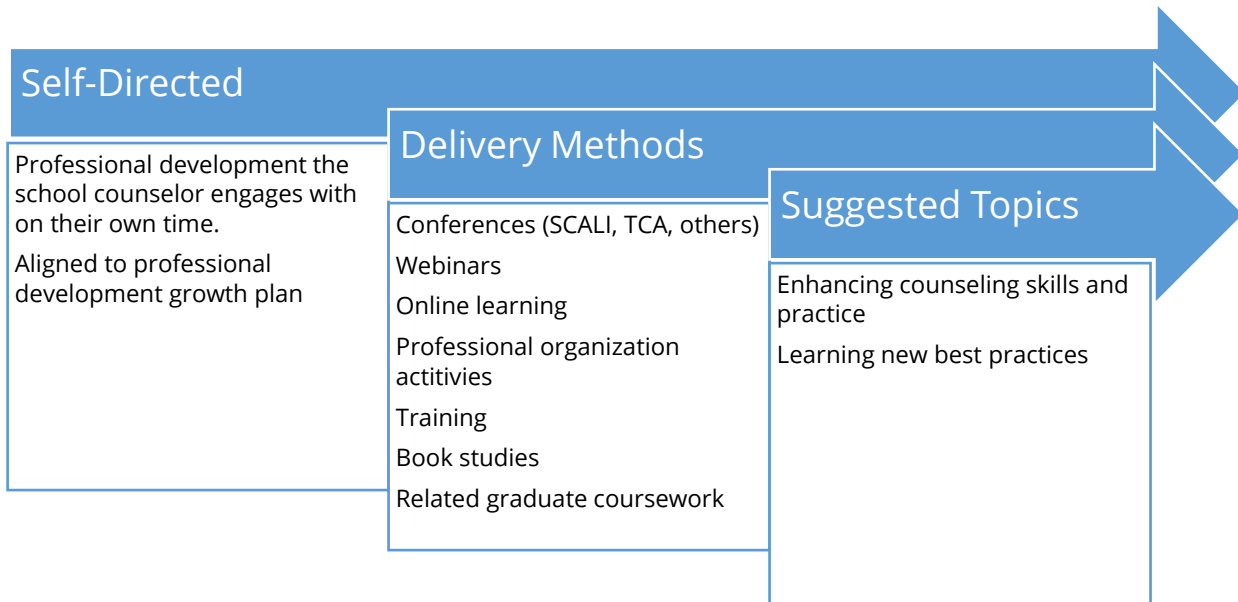 Self-Directed
Professional development the
school counselor engages with
on their own time.
Aligned to professional
development growth plan
Delivery Methods
Conferences (SCALI, TCA, others)
Webinars
Online learning
Professional organization
actitivies
Training
Book studies
Related graduate coursework
Suggested Topics
Enhancing counseling skills and
practice
Learning new best practices